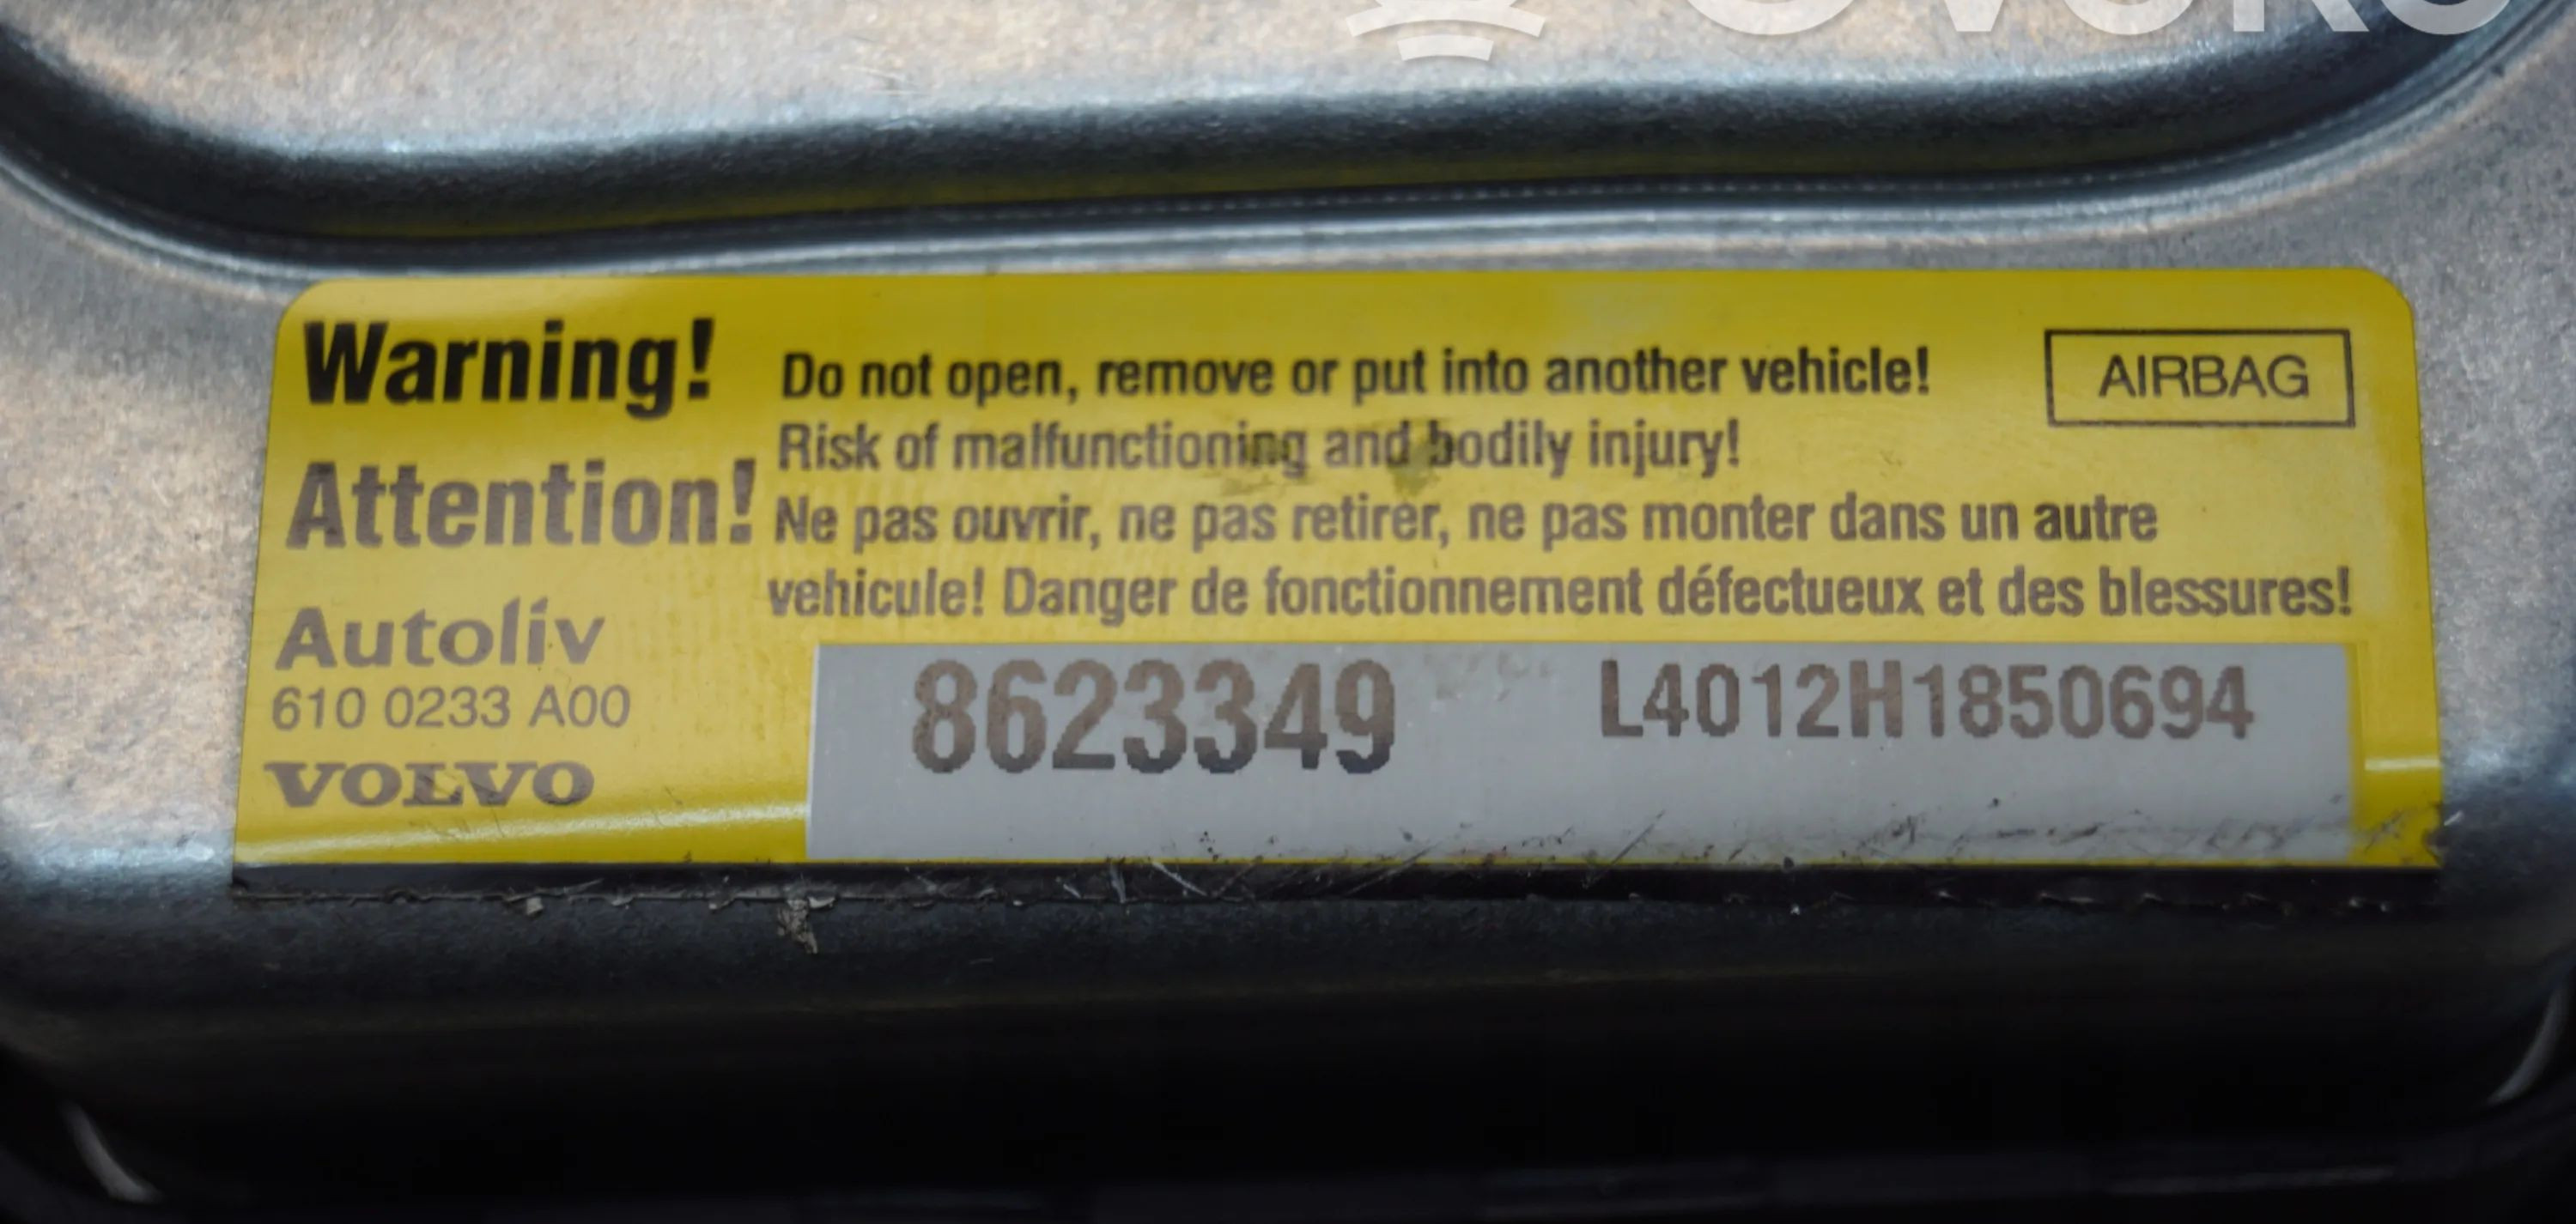 Warning! Do not open, remove or put into another vehicle! AIRBAG
Risk of malfunctioning and bodily injury!
Attention! Ne pas ouvrir, ne pas retirer, ne pas monter dans un autre
vehicule! Danger de fonctionnement défectueux et des blessures!
Autoliv
610 0233 A00
VOLVO
8623349 L4012H1850694